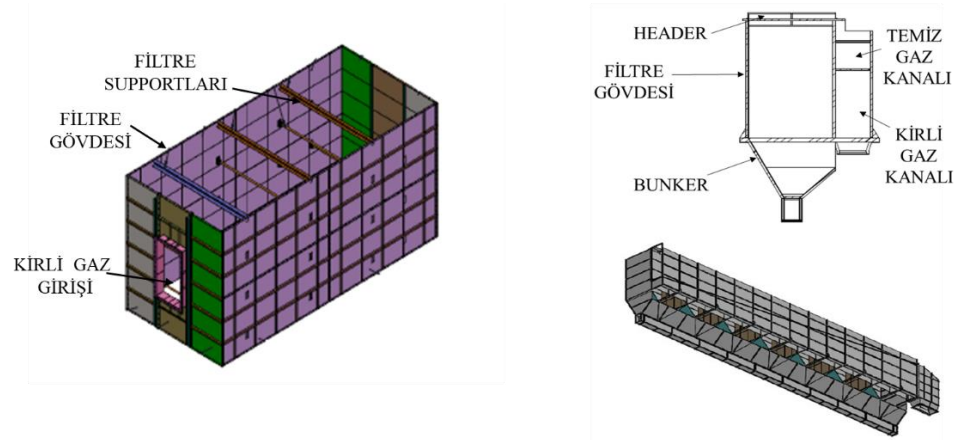 FİLTRE
SUPPORTLARI
FİLTRE
GÖVDESİ
KİRLİ GAZ
GİRİŞİ
HEADER
FİLTRE
GÖVDESİ
BUNKER
TEMİZ
GAZ
KANALI
KİRLİ
GAZ
KANALI